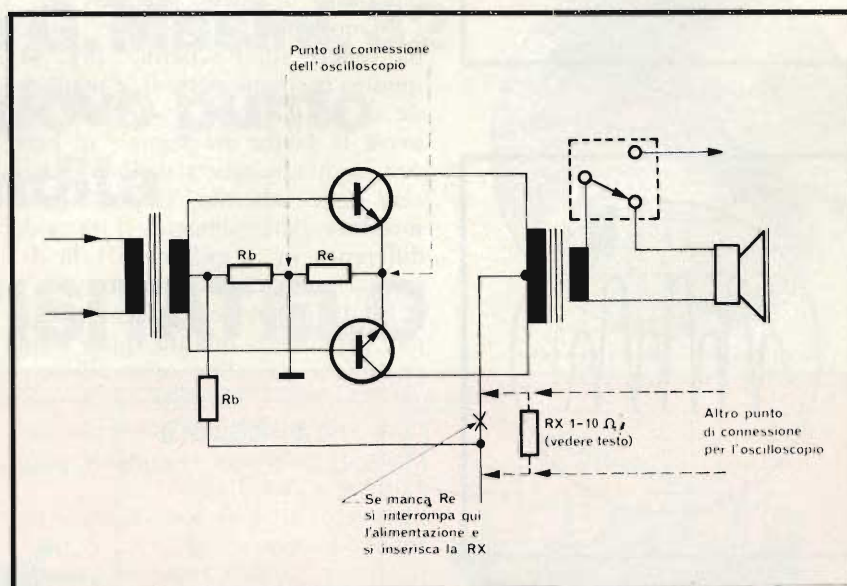 Punto di connessione
dell'oscilloscopio
Rb
Re
Rb
RX 1-10 Ω
(vedere testo)
Altro punto
di connessione
per l'oscilloscopio
Se manca Re
si interrompa qui
l'alimentazione e
si inserisca la RX